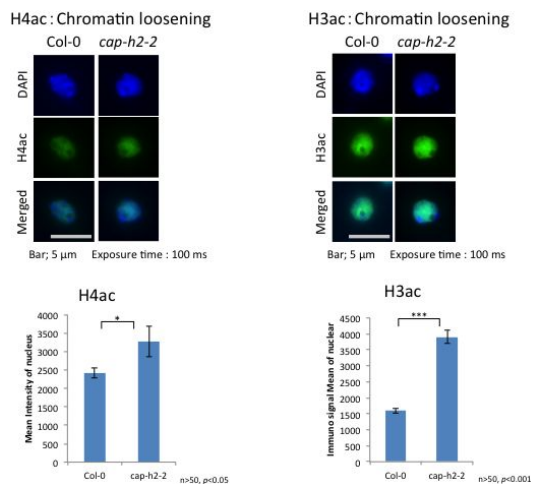 H4ac : Chromatin loosening
Col-0 cap-h2-2
DAPI
H4ac
Merged
Bar; 5 μm Exposure time : 100 ms
H3ac : Chromatin loosening
Col-0 cap-h2-2
DAPI
H3ac
Merged
Bar; 5 μm Exposure time : 100 ms
H4ac
Mean Intensity of nucleus
4000
3500
3000
2500
2000
1500
1000
500
0
*
Col-0 cap-h2-2
n>50, p<0.05
H3ac
Immuno signal Mean of nuclear
4500
4000
3500
3000
2500
2000
1500
1000
500
0
***
Col-0 cap-h2-2
n>50, p<0.001